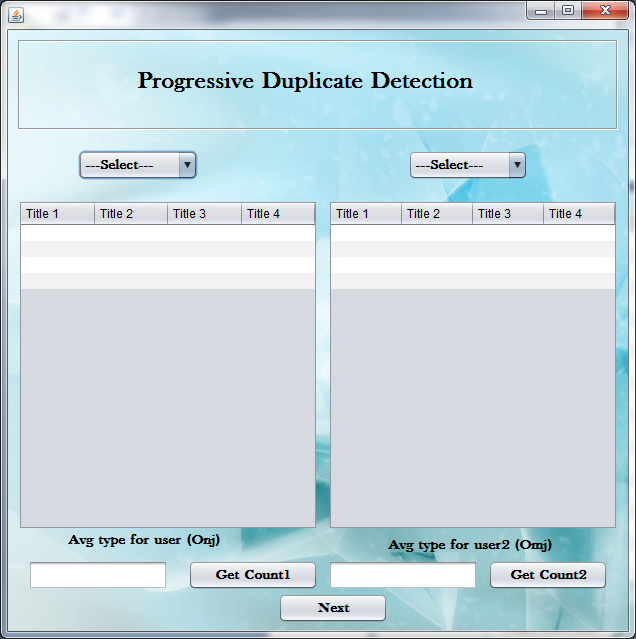 Progressive Duplicate Detection
---Select---
---Select---
Title 1 Title 2 Title 3 Title 4
Title 1 Title 2 Title 3 Title 4
Avg type for user (Onj)
Avg type for user2 (Omj)
Get Count1
Get Count2
Next